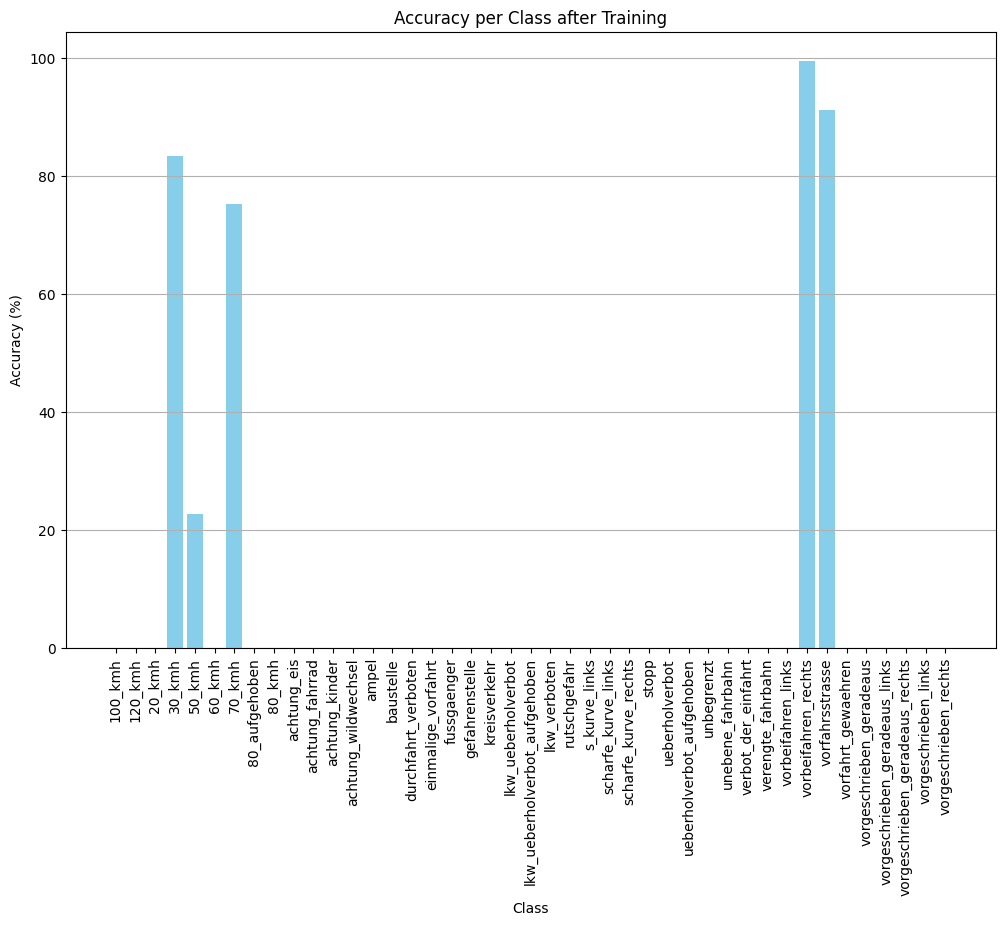 Accuracy per Class after Training
Accuracy (%)
100
80
60
40
20
0
100_kmh
120_kmh
20_kmh
30_kmh
50_kmh
60_kmh
70_kmh
80_aufgehoben
80_kmh
achtung_eis
achtung_fahrrad
achtung_kinder
achtung_wildwechsel
ampel
baustelle
durchfahrt_verboten
einmalige_vorfahrt
fussgaenger
gefahrenstelle
kreisverkehr
lkw_ueberholverbot
lkw_ueberholverbot_aufgehoben
lkw_verboten
rutschgefahr
s_kurve_links
scharfe_kurve_links
scharfe_kurve_rechts
stopp
ueberholverbot
ueberholverbot_aufgehoben
unbegrenzt
unebene_fahrbahn
verbot_der_einfahrt
verengte_fahrbahn
vorbeifahren_links
vorbeifahren_rechts
vorfahrsstrasse
vorfahrt_gewaehren
vorgeschrieben_geradeaus
vorgeschrieben_geradeaus_links
vorgeschrieben_geradeaus_rechts
vorgeschrieben_links
vorgeschrieben_rechts
Class